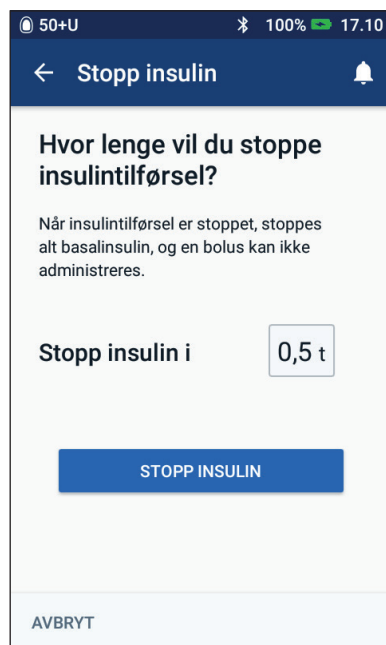 50+U 100% 17.10
Stopp insulin
Hvor lenge vil du stoppe
insulintilførsel?
Når insulintilførsel er stoppet, stoppes
alt basalinsulin, og en bolus kan ikke
administreres.
Stopp insulin i 0,5 t
STOPP INSULIN
AVBRYT